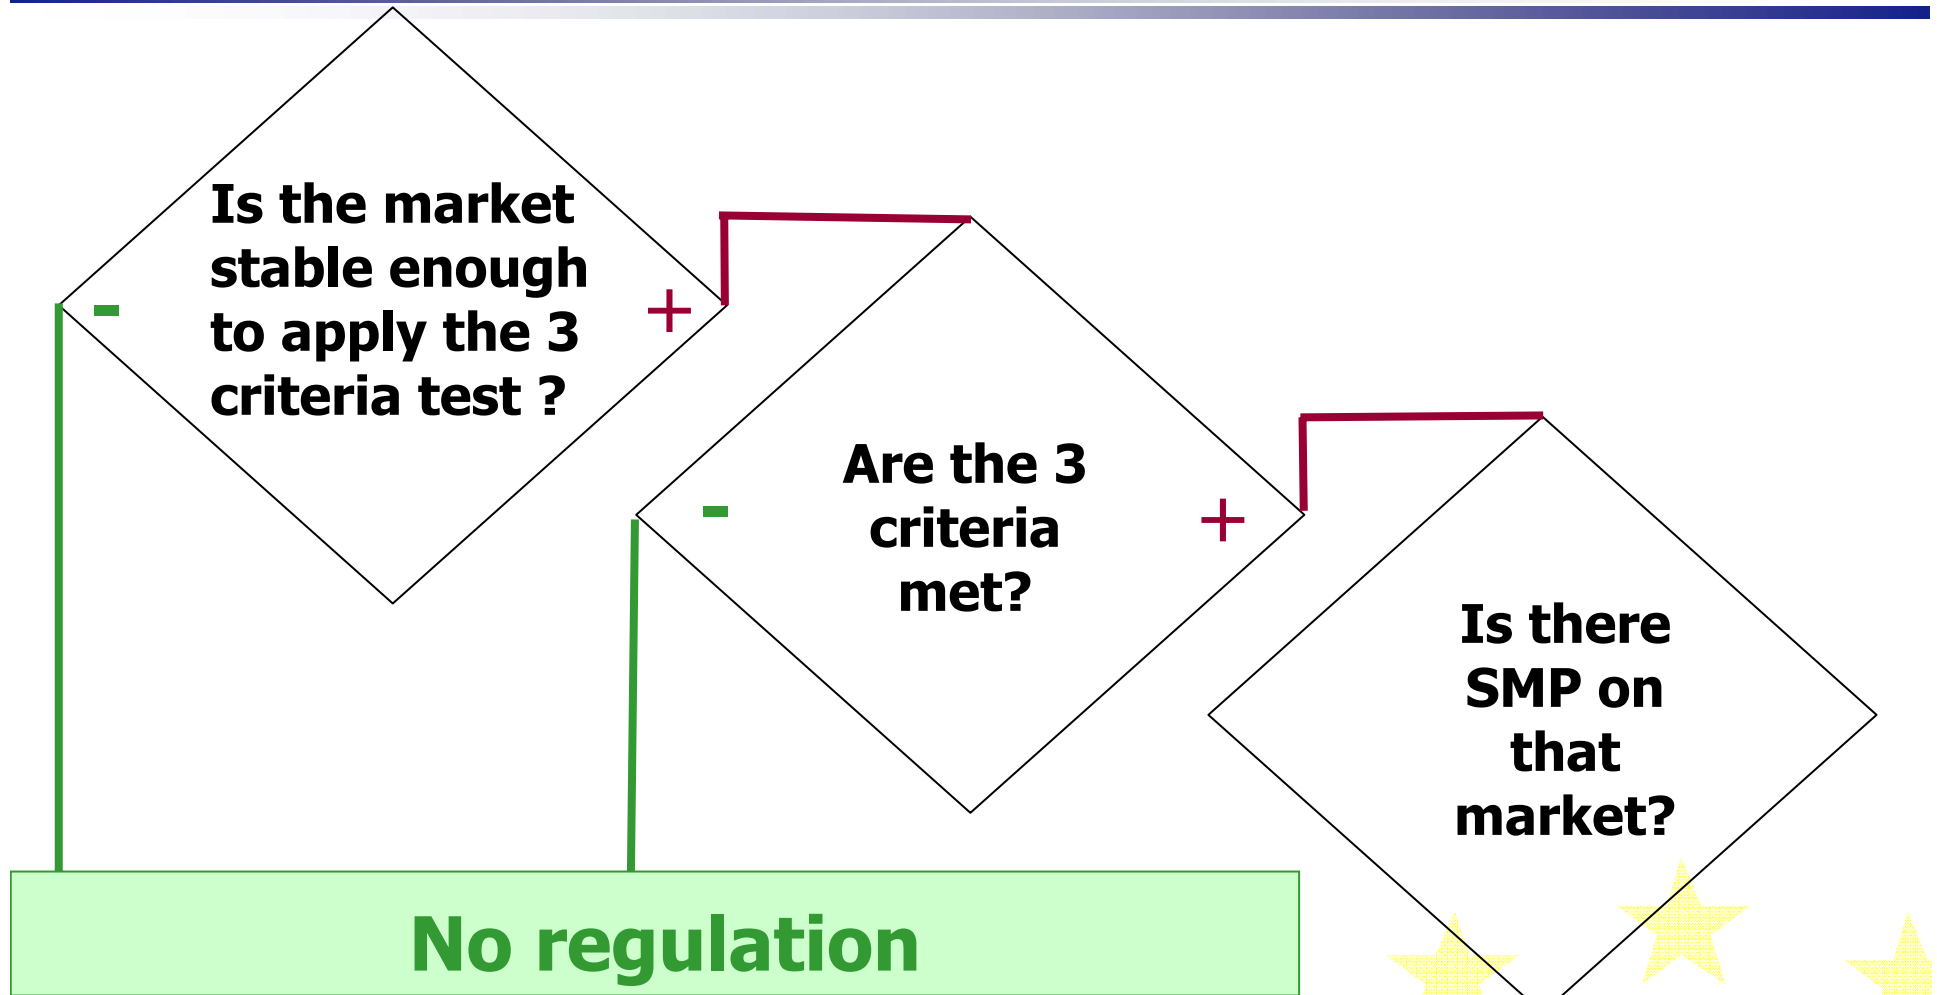 Is the market
stable enough
to apply the 3
criteria test ?
-
+
Are the 3
criteria
met?
-
+
Is there
SMP on
that
market?
No regulation